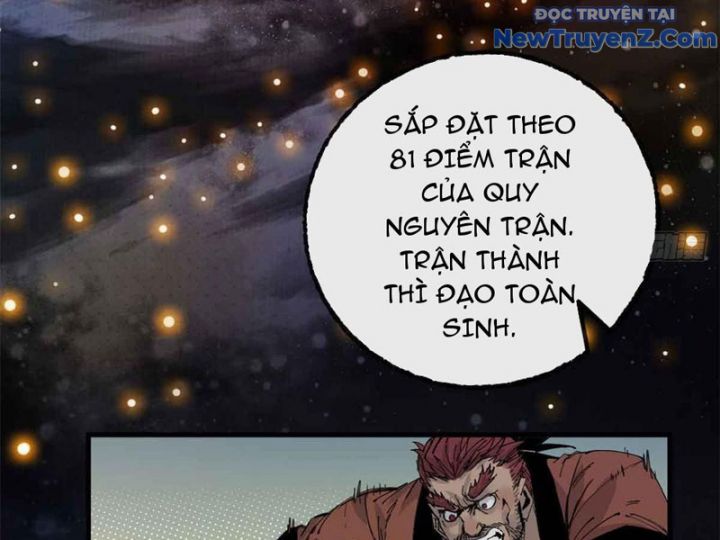 ĐỌC TRUYỆN TẠI
NewTruyenZ.Com
SẮP ĐẶT THEO
81 ĐIỂM TRẬN
CỦA QUY
NGUYÊN TRẬN.
TRẬN THÀNH
THÌ ĐẠO TOÀN
SINH.